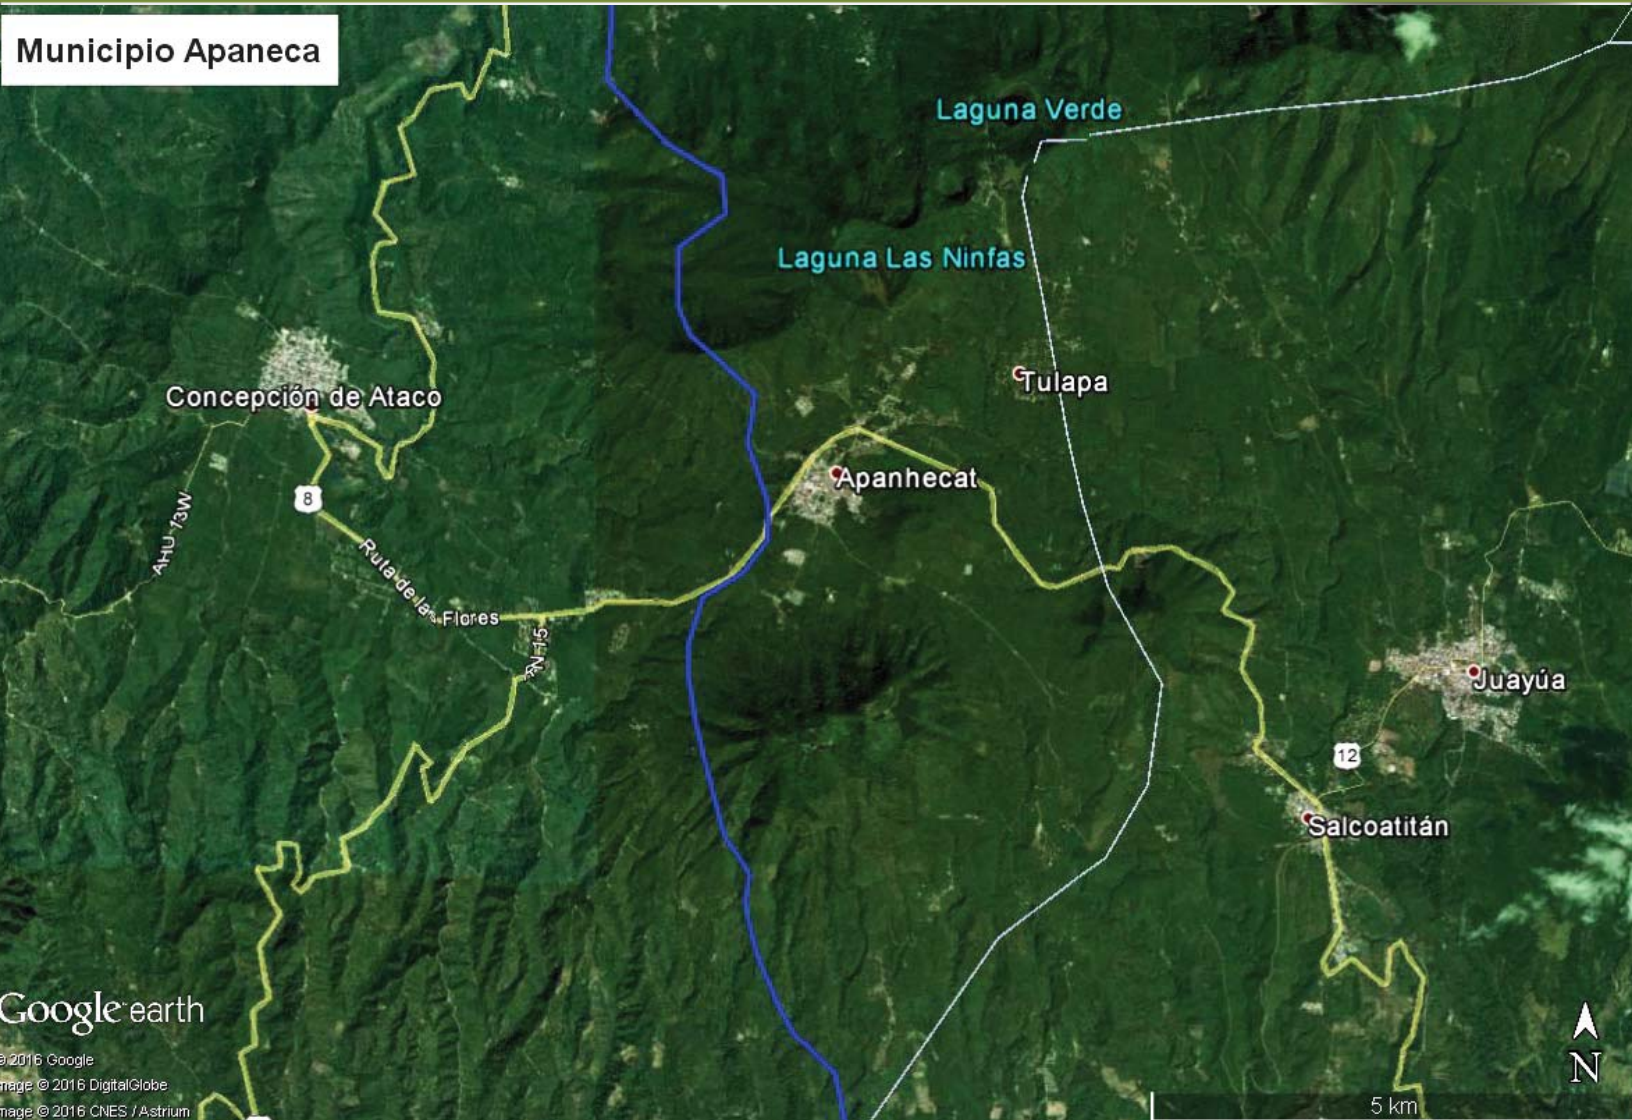 Municipio Apaneca
Laguna Verde
Laguna Las Ninfas
Tulapa
Concepción de Ataco
Apanhecat
8
AHU 13W
Ruta de las Flores
RN 15
Juayúa
12
Salcoatitán
Google earth
© 2016 Google
mage © 2016 DigitalGlobe
mage © 2016 CNES / Astrium
N
5 km